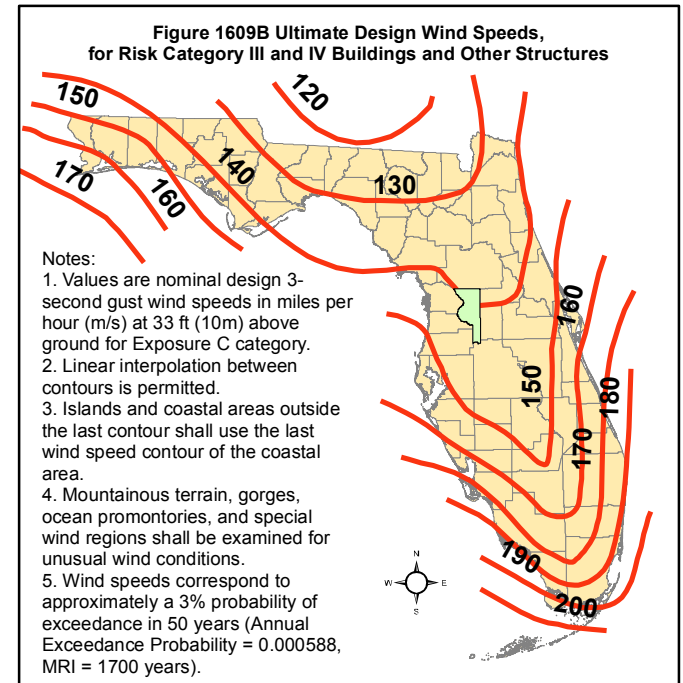 Figure 1609B Ultimate Design Wind Speeds,
for Risk Category III and IV Buildings and Other Structures
120
150
140
130
170
160
Notes:
1. Values are nominal design 3-
second gust wind speeds in miles per
hour (m/s) at 33 ft (10m) above
ground for Exposure C category.
2. Linear interpolation between
contours is permitted.
3. Islands and coastal areas outside
the last contour shall use the last
wind speed contour of the coastal
area.
4. Mountainous terrain, gorges,
ocean promontories, and special
wind regions shall be examined for
unusual wind conditions.
5. Wind speeds correspond to
approximately a 3% probability of
exceedance in 50 years (Annual
Exceedance Probability = 0.000588,
MRI = 1700 years).
160
150
180
170
190
200
N
W E
S